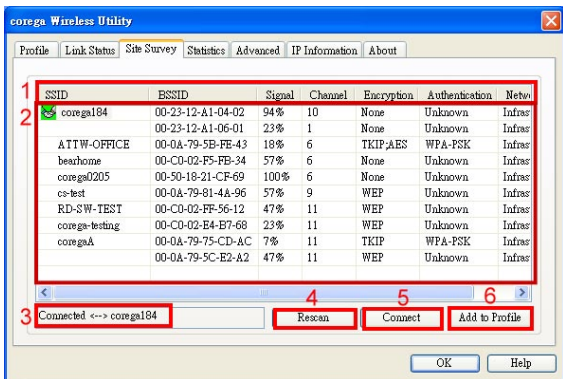 corega Wireless Utility
Profile Link Status Site Survey Statistics Advanced IP Information About
1 SSID BSSID Signal Channel Encryption Authentication Netwo
2 corega184 00-23-12-A1-04-02 94% 10 None Unknown Infras
00-23-12-A1-06-01 23% 1 None Unknown Infras
ATTW-OFFICE 00-0A-79-5B-FE-43 18% 6 TKIP;AES WPA-PSK Infras
bearhome 00-C0-02-F5-FB-34 57% 6 None Unknown Infras
corega0205 00-50-18-21-CF-69 100% 6 None Unknown Infras
cs-test 00-0A-79-81-4A-96 57% 9 WEP Unknown Infras
RD-SW-TEST 00-C0-02-FF-56-12 47% 11 WEP Unknown Infras
corega-testing 00-C0-02-E4-B7-68 23% 11 WEP Unknown Infras
coregaA 00-0A-79-75-CD-AC 7% 11 TKIP WPA-PSK Infras
00-0A-79-5C-E2-A2 47% 11 WEP Unknown Infras
4 5 6
3 Connected <--> corega184 Rescan Connect Add to Profile
OK Help